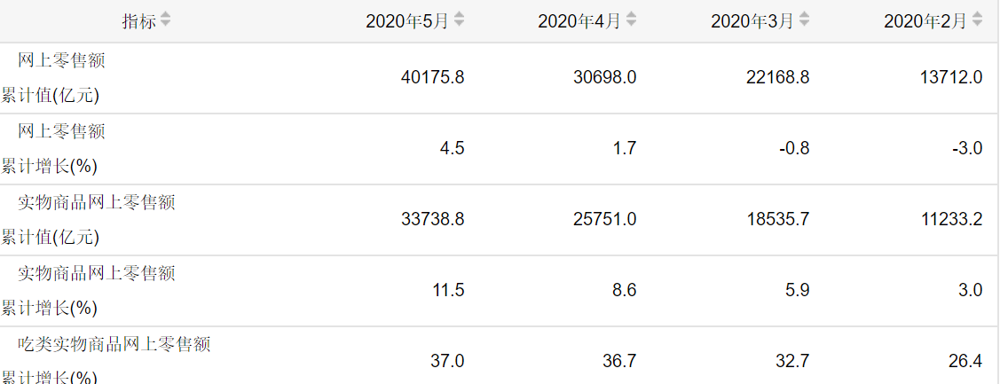 指标 2020年5月 2020年4月 2020年3月 2020年2月
网上零售额
累计值(亿元) 40175.8 30698.0 22168.8 13712.0
网上零售额
累计增长(%) 4.5 1.7 -0.8 -3.0
实物商品网上零售额
累计值(亿元) 33738.8 25751.0 18535.7 11233.2
实物商品网上零售额
累计增长(%) 11.5 8.6 5.9 3.0
吃类实物商品网上零售额
累计增长(%) 37.0 36.7 32.7 26.4